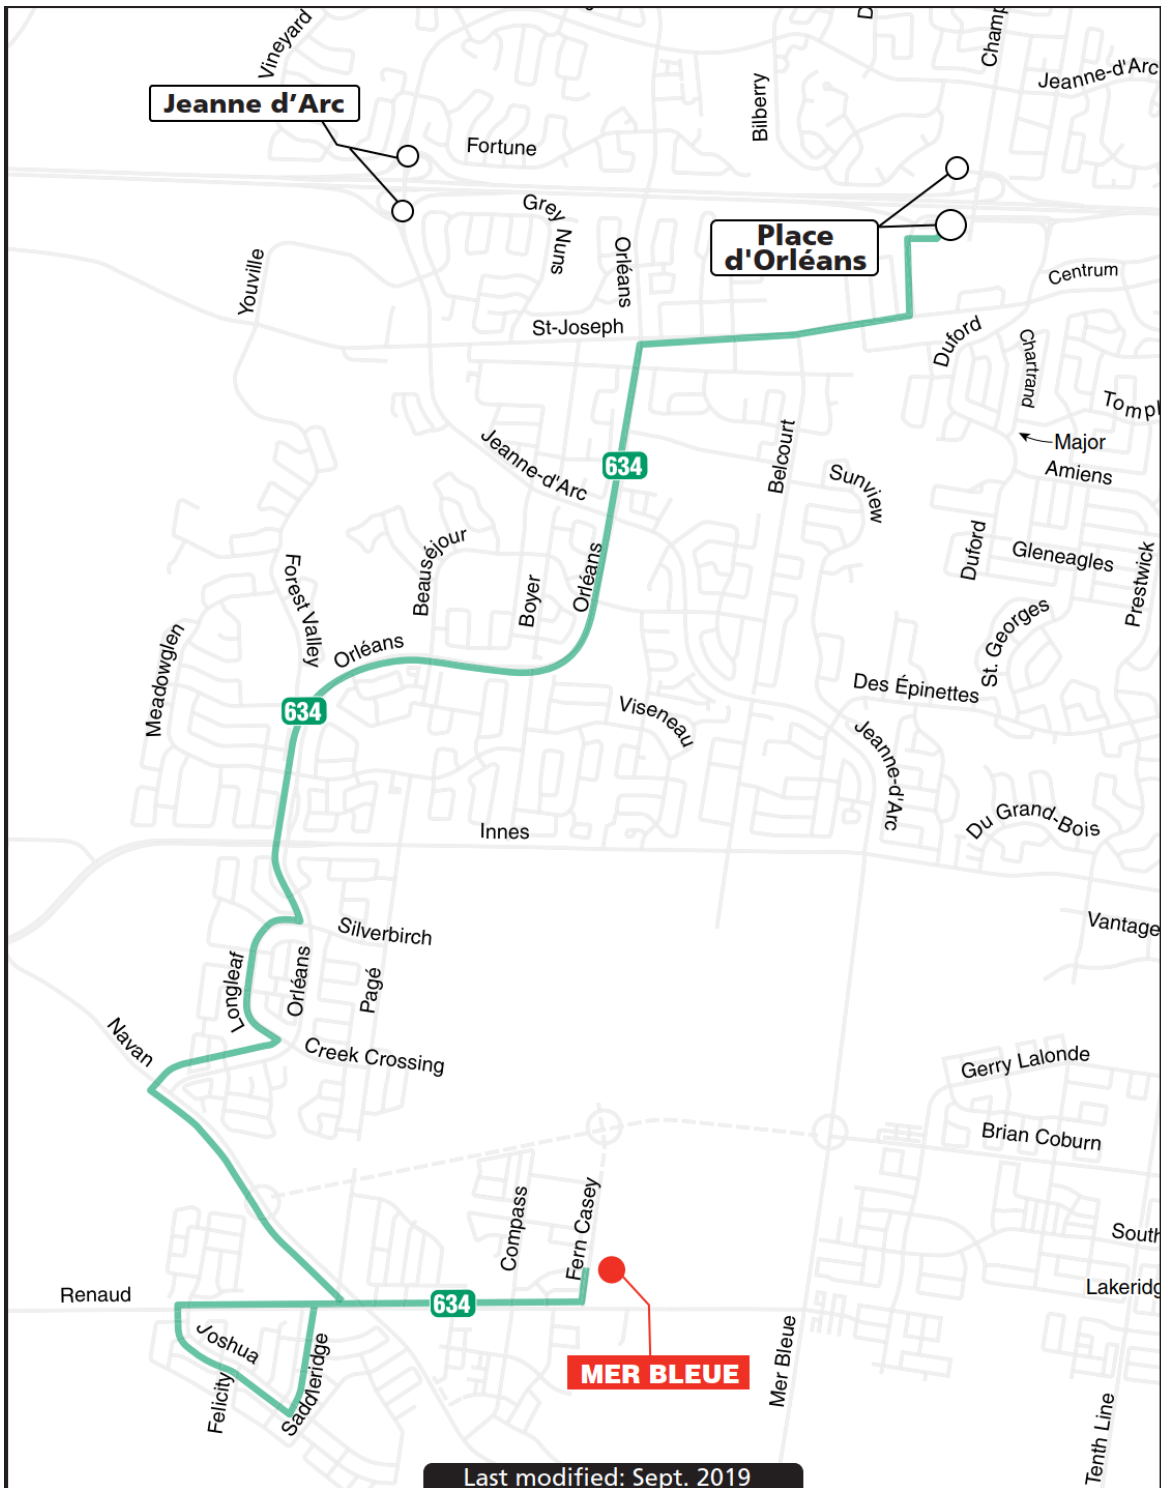 Vineyard
Champ
Jeanne-d'Arc
Jeanne d'Arc
Bilberry
Fortune
Grey Nuns
Orléans
Place
d'Orléans
Youville
Centrum
St-Joseph
Duford
Chartrand
Tompl
Major
Jeanne-d'Arc
634
Belcourt
Sunview
Amiens
Beauséjour
Boyer
Orléans
Duford
Gleneagles
Prestwick
Forest Valley
Meadowglen
Orléans
St. Georges
Des Épinettes
634
Viseneau
Jeanne-d'Arc
Innes
Du Grand-Bois
Silverbirch
Vantage
Longleaf
Orléans
Pagé
Navan
Creek Crossing
Gerry Lalonde
Brian Coburn
Compass
Fern Casey
South
Renaud
634
Lakeridg
Joshua
Felicity
Saddleridge
MER BLEUE
Mer Bleue
Tenth Line
Last modified: Sept. 2019